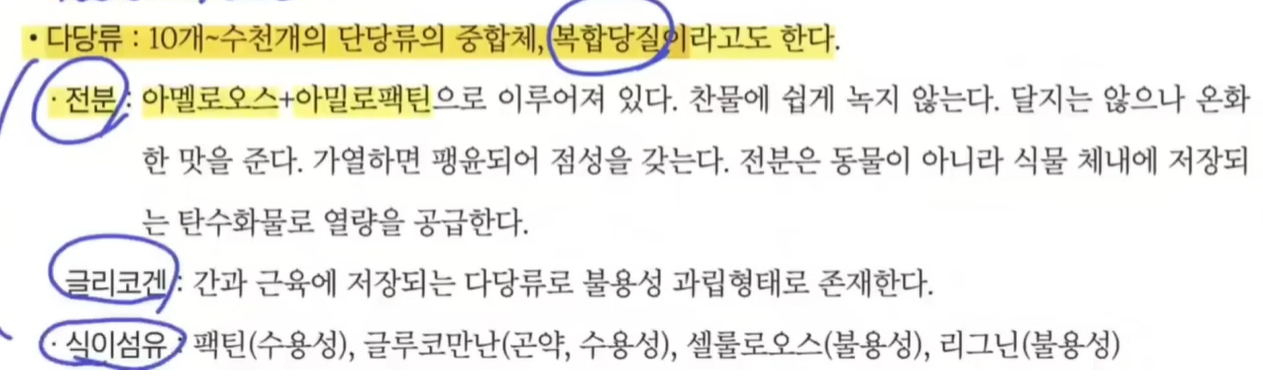 • 다당류 : 10개~수천개의 단당류의 중합체, 복합당질이라고도 한다.
· 전분 : 아멜로오스+아밀로팩틴으로 이루어져 있다. 찬물에 쉽게 녹지 않는다. 달지는 않으나 온화
한 맛을 준다. 가열하면 팽윤되어 점성을 갖는다. 전분은 동물이 아니라 식물 체내에 저장되
는 탄수화물로 열량을 공급한다.
글리코겐 : 간과 근육에 저장되는 다당류로 불용성 과립형태로 존재한다.
· 식이섬유 : 팩틴(수용성), 글루코만난(곤약, 수용성), 셀룰로오스(불용성), 리그닌(불용성)